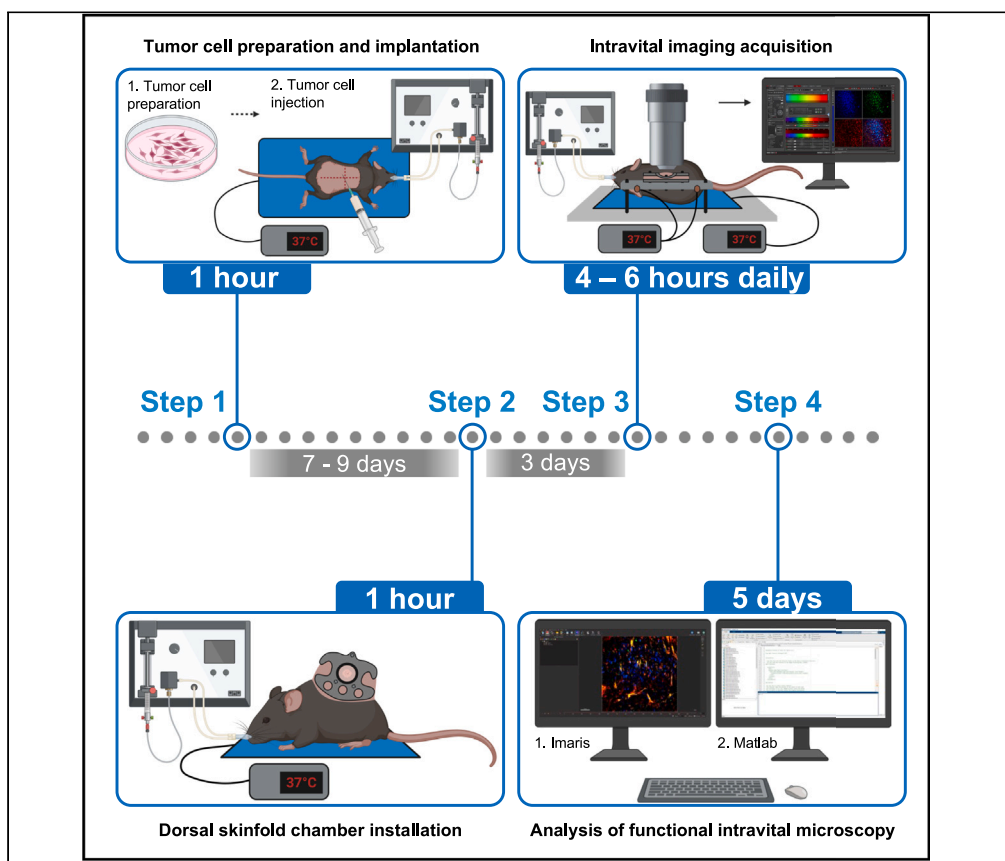 Tumor cell preparation and implantation
1. Tumor cell
preparation
2. Tumor cell
injection
37°C
1 hour
Intravital imaging acquisition
37°C
37°C
4 – 6 hours daily
Step 1
Step 2
Step 3
Step 4
7 - 9 days
3 days
1 hour
37°C
Dorsal skinfold chamber installation
5 days
1. Imaris
2. Matlab
Analysis of functional intravital microscopy